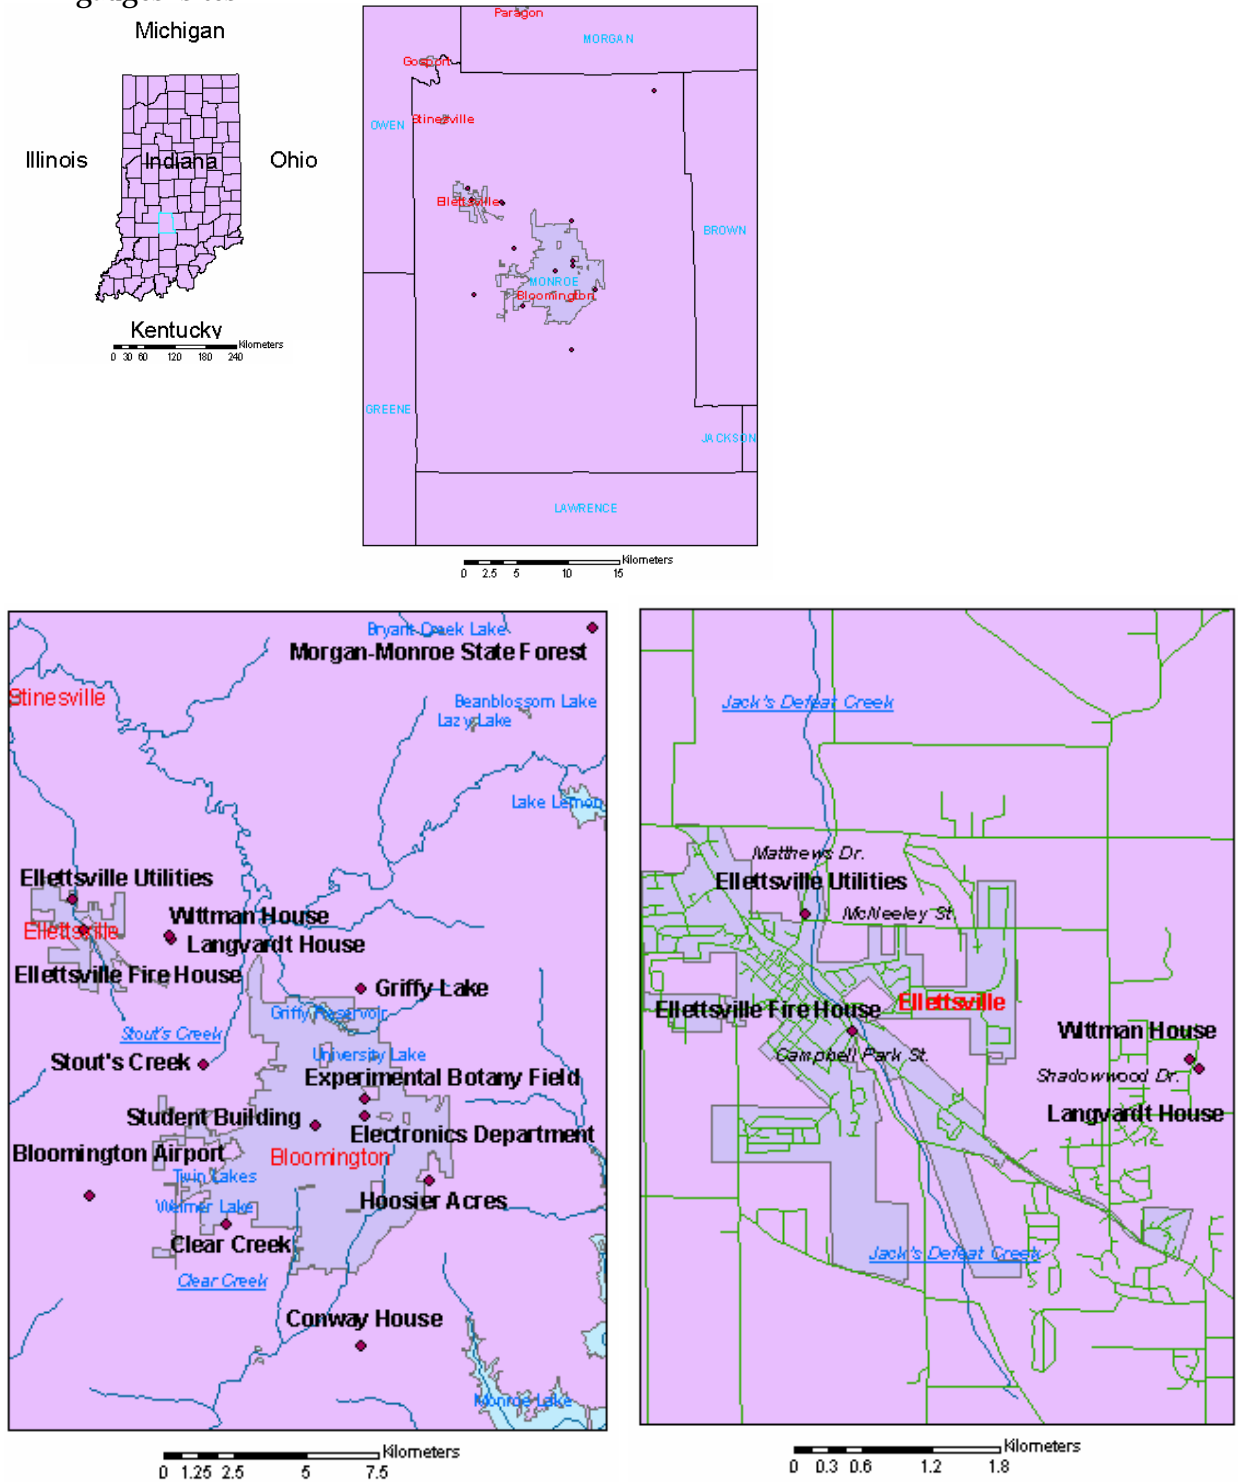 Michigan
Illinois
Indiana
Ohio
Kentucky
Kilometers
0 30 60 120 180 240
Paragon
MORGAN
Gosport
OWEN
Stinesville
Ellettsville
BROWN
MONROE
Bloomington
GREENE
JACKSON
LAWRENCE
Kilometers
0 2.5 5 10 15
Bryant Creek Lake
Morgan-Monroe State Forest
Stinesville
Beanblossom Lake
Lazy Lake
Lake Lemon
Ellettsville Utilities
Wittman House
Ellettsville
Langvardt House
Ellettsville Fire House
Griffy Lake
Griffy Reservoir
Stout's Creek
University Lake
Stout's Creek
Experimental Botany Field
Student Building
Electronics Department
Bloomington Airport
Bloomington
Twin Lakes
Weimer Lake
Hoosier Acres
Clear Creek
Clear Creek
Conway House
Monroe Lake
Kilometers
0 1.25 2.5 5 7.5
Jack's Defeat Creek
Matthews Dr.
Ellettsville Utilities
McNeeley St.
Ellettsville Fire House
Ellettsville
Wittman House
Campbell Park St.
Shadowwood Dr.
Langvardt House
Jack's Defeat Creek
Kilometers
0 0.3 0.6 1.2 1.8